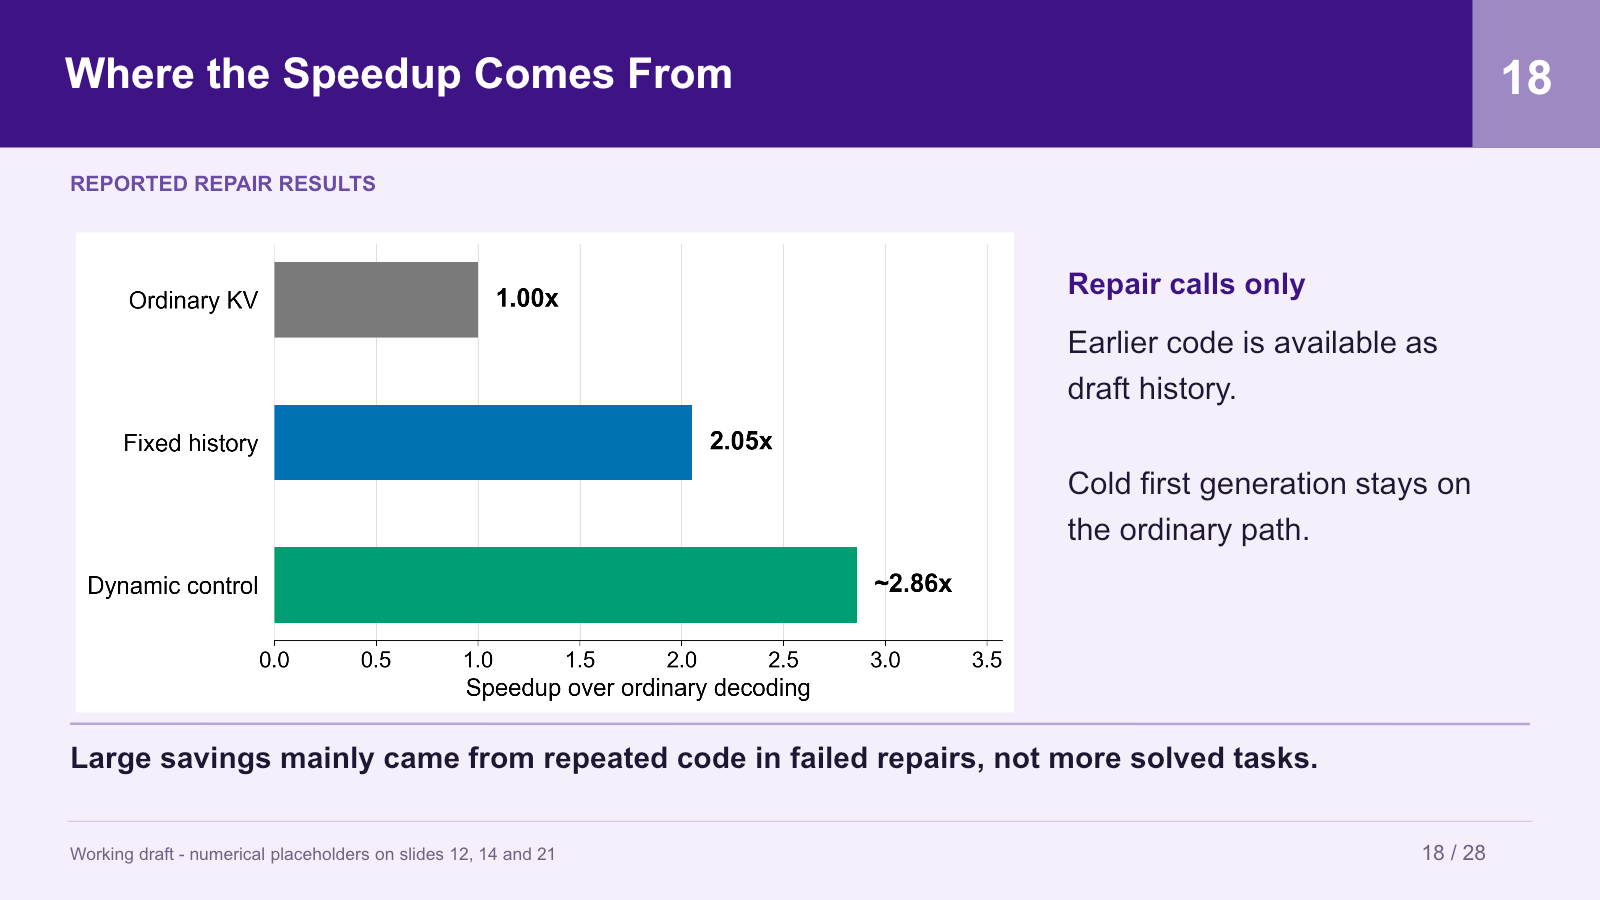 Where the Speedup Comes From
18
REPORTED REPAIR RESULTS
Ordinary KV
1.00x
Fixed history
2.05x
Dynamic control
~2.86x
0.0 0.5 1.0 1.5 2.0 2.5 3.0 3.5
Speedup over ordinary decoding
Repair calls only
Earlier code is available as
draft history.
Cold first generation stays on
the ordinary path.
Large savings mainly came from repeated code in failed repairs, not more solved tasks.
Working draft - numerical placeholders on slides 12, 14 and 21
18 / 28